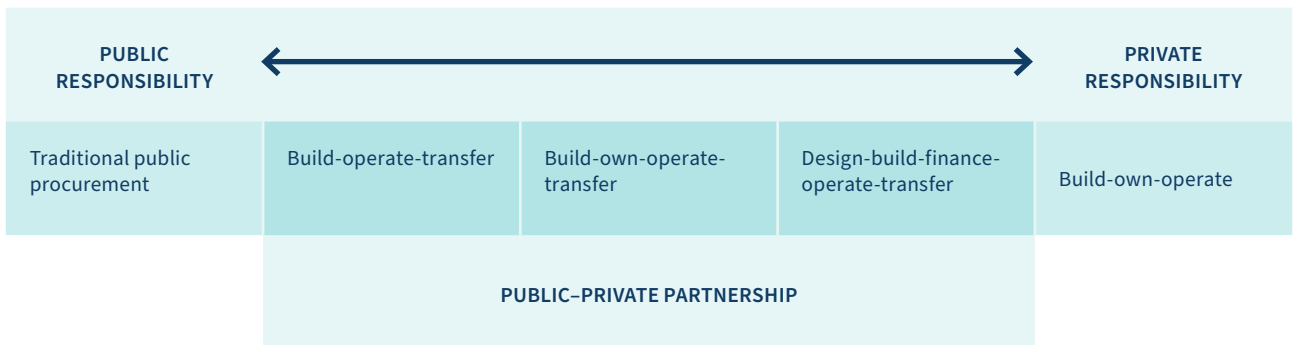 PUBLIC
RESPONSIBILITY
PRIVATE
RESPONSIBILITY
Traditional public
procurement
Build-operate-transfer
Build-own-operate-
transfer
Design-build-finance-
operate-transfer
Build-own-operate
PUBLIC–PRIVATE PARTNERSHIP